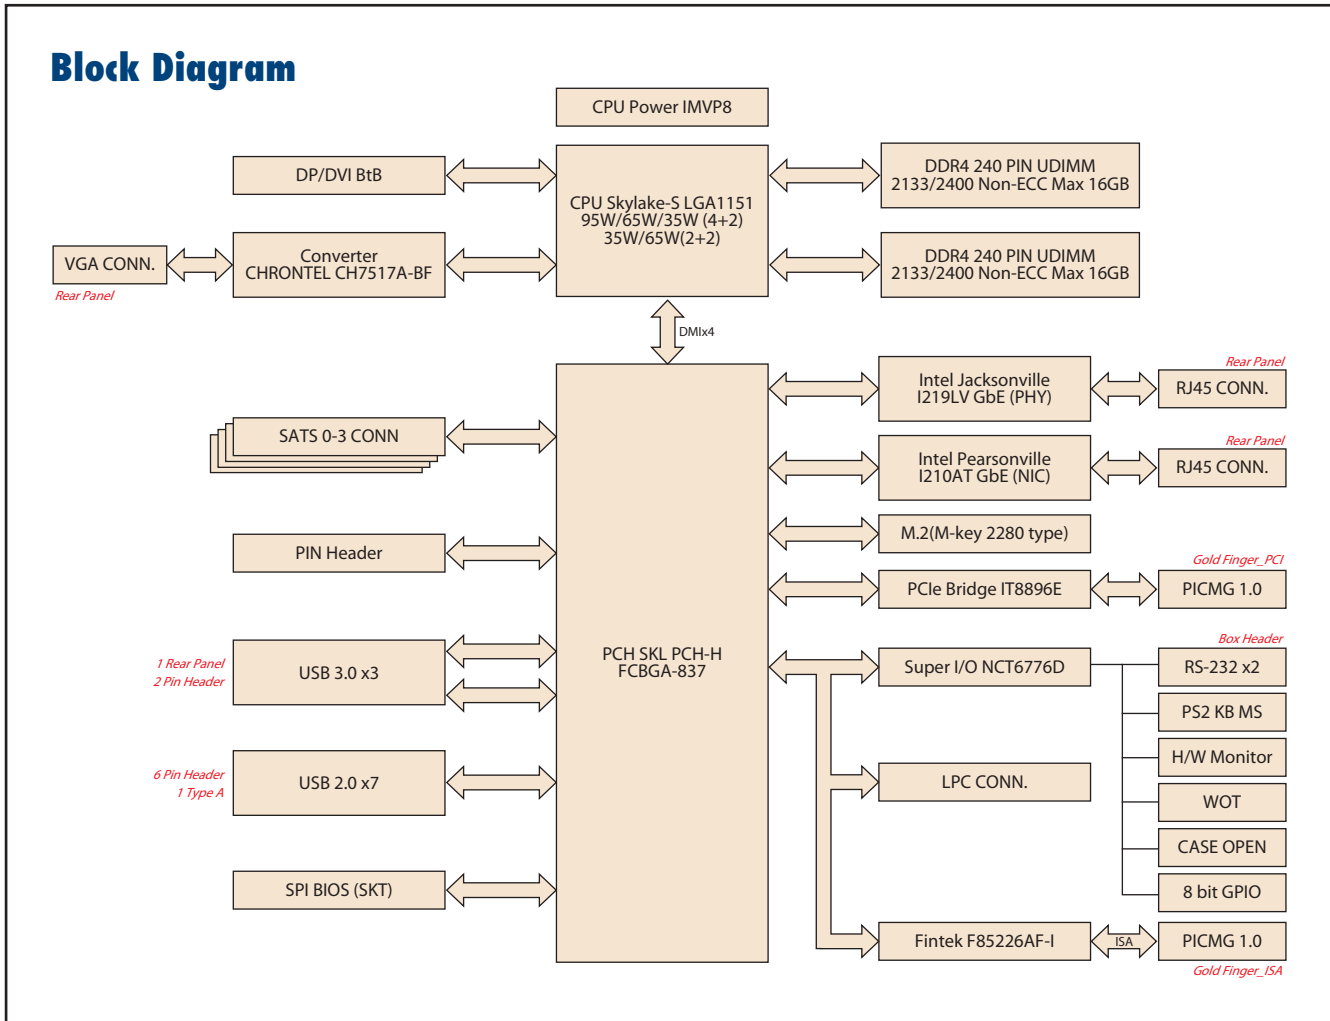 Block Diagram
CPU Power IMVP8
DP/DVI BtB
CPU Skylake-S LGA1151
95W/65W/35W (4+2)
35W/65W(2+2)
DDR4 240 PIN UDIMM
2133/2400 Non-ECC Max 16GB
VGA CONN.
Rear Panel
Converter
CHRONTEL CH7517A-BF
DDR4 240 PIN UDIMM
2133/2400 Non-ECC Max 16GB
DMIx4
Intel Jacksonville
I219LV GbE (PHY)
Rear Panel
RJ45 CONN.
SATS 0-3 CONN
Intel Pearsonville
I210AT GbE (NIC)
Rear Panel
RJ45 CONN.
PIN Header
M.2(M-key 2280 type)
PCIe Bridge IT8896E
Gold Finger_PCI
PICMG 1.0
1 Rear Panel
2 Pin Header
USB 3.0 x3
PCH SKL PCH-H
FCBGA-837
Super I/O NCT6776D
Box Header
RS-232 x2
PS2 KB MS
H/W Monitor
6 Pin Header
1 Type A
USB 2.0 x7
LPC CONN.
WOT
CASE OPEN
SPI BIOS (SKT)
8 bit GPIO
Fintek F85226AF-I
ISA
PICMG 1.0
Gold Finger_ISA